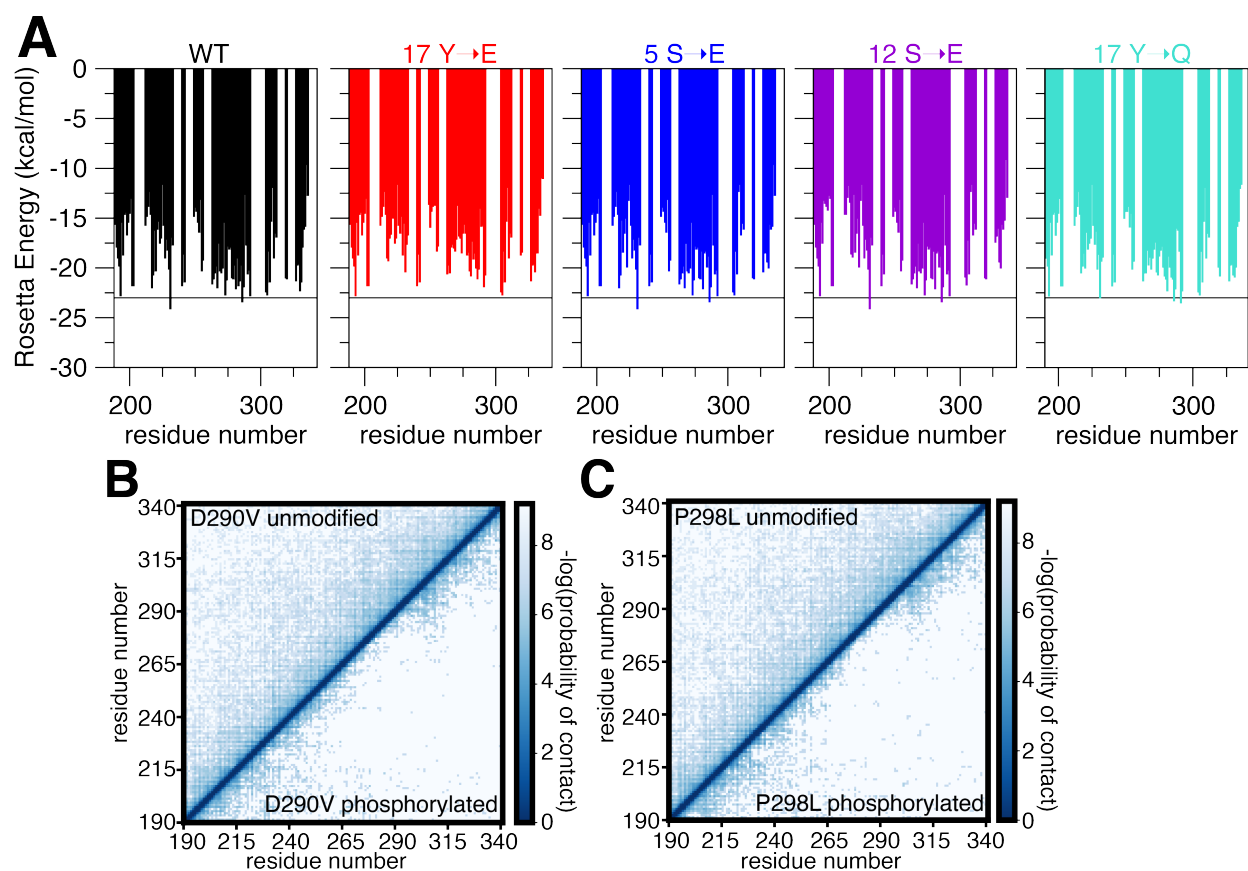 A
WT
17 Y→E
5 S→E
12 S→E
17 Y→Q
Rosetta Energy (kcal/mol)
0
-5
-10
-15
-20
-25
-30
200 300
200 300
200 300
200 300
200 300
residue number
residue number
residue number
residue number
residue number
B
D290V unmodified
D290V phosphorylated
residue number
340
315
290
265
240
215
190
190 215 240 265 290 315 340
residue number
8
6
4
2
0
-log(probability of contact)
C
P298L unmodified
P298L phosphorylated
residue number
340
315
290
265
240
215
190
190 215 240 265 290 315 340
residue number
8
6
4
2
0
-log(probability of contact)